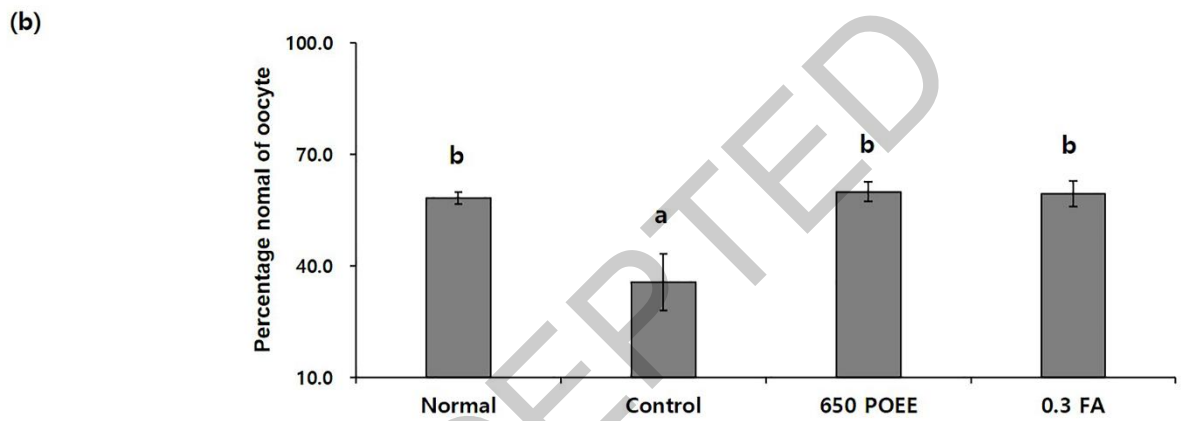 (b)
Percentage nomal of oocyte
100.0
70.0
40.0
10.0
b
a
b
b
Normal
Control
650 POEE
0.3 FA
EPTED